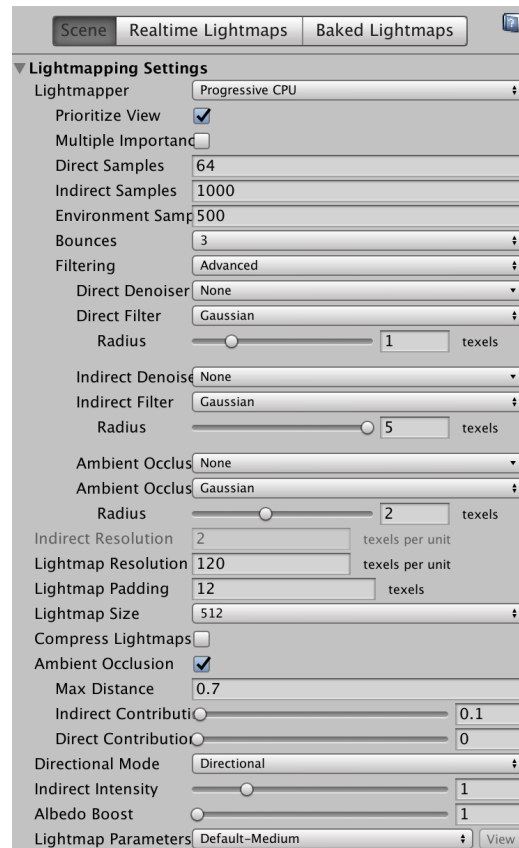 Scene Realtime Lightmaps Baked Lightmaps
Lightmapping Settings
Lightmapper Progressive CPU
Prioritize View
Multiple Importanc
Direct Samples 64
Indirect Samples 1000
Environment Samp 500
Bounces 3
Filtering Advanced
Direct Denoiser None
Direct Filter Gaussian
Radius 1 texels
Indirect Denoise None
Indirect Filter Gaussian
Radius 5 texels
Ambient Occlus None
Ambient Occlus Gaussian
Radius 2 texels
Indirect Resolution 2 texels per unit
Lightmap Resolution 120 texels per unit
Lightmap Padding 12 texels
Lightmap Size 512
Compress Lightmaps
Ambient Occlusion
Max Distance 0.7
Indirect Contributi 0.1
Direct Contribution 0
Directional Mode Directional
Indirect Intensity 1
Albedo Boost 1
Lightmap Parameters Default-Medium View